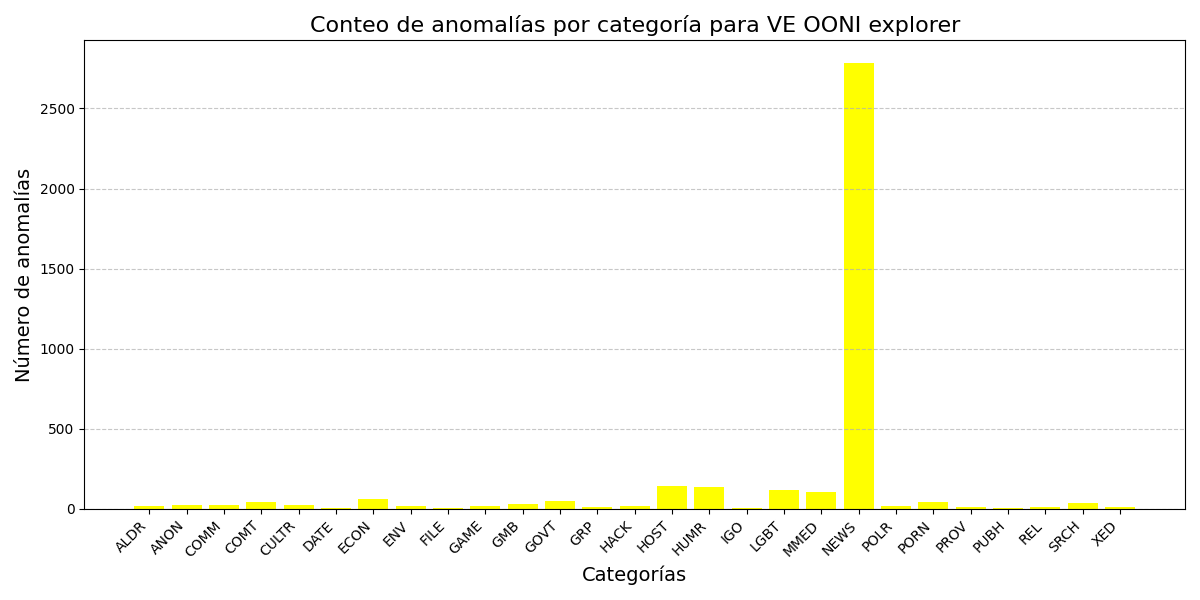 Conteo de anomalías por categoría para VE OONI explorer
Número de anomalías
2500
2000
1500
1000
500
0
ALDR
ANON
COMM
COMT
CULTR
DATE
ECON
ENV
FILE
GAME
GMB
GOVT
GRP
HACK
HOST
HUMR
IGO
LGBT
MMED
NEWS
POLR
PORN
PROV
PUBH
REL
SRCH
XED
Categorías